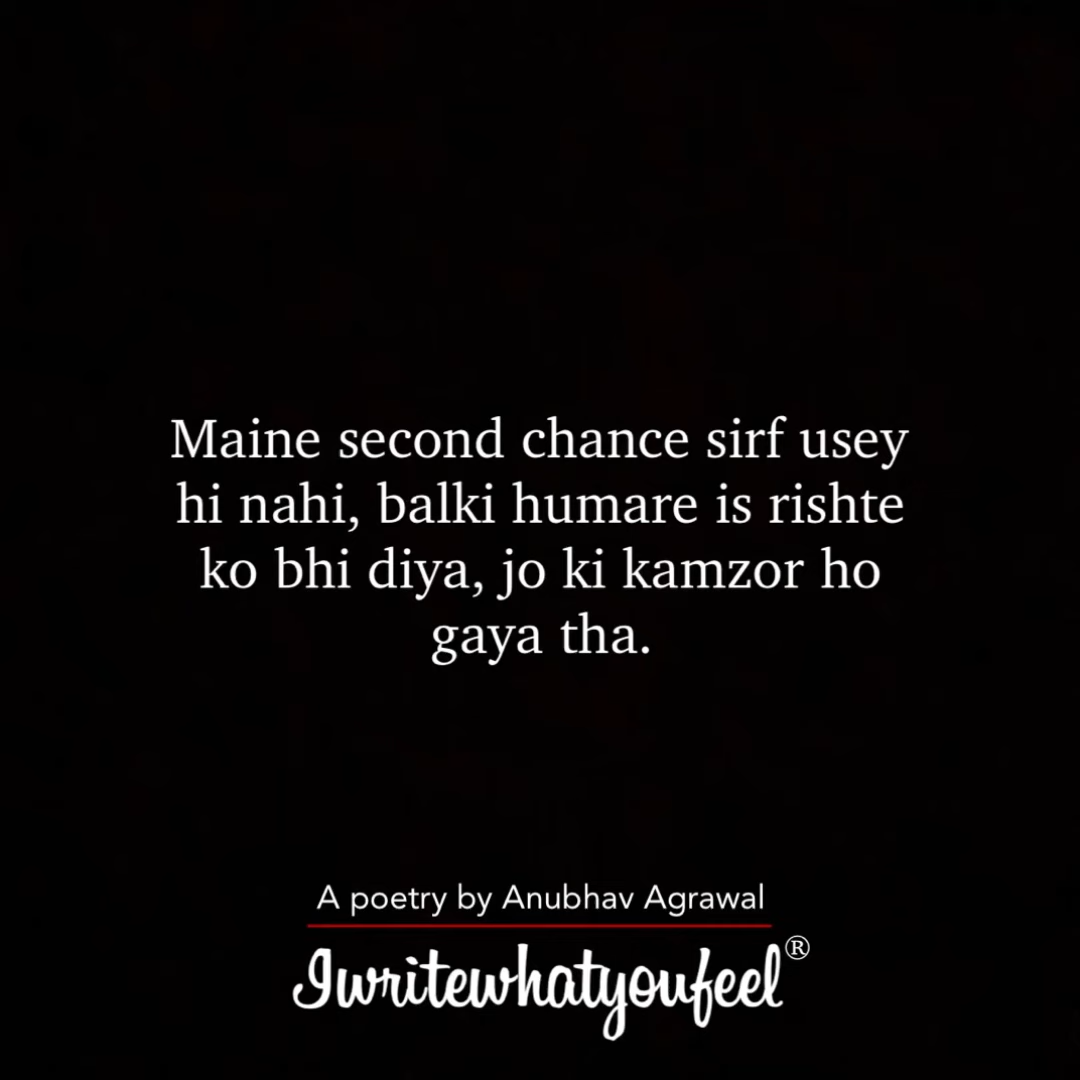 Maine second chance sirf usey
hi nahi, balki humare is rishte
ko bhi diya, jo ki kamzor ho
gaya tha.
A poetry by Anubhav Agrawal
Iwritewhatyoufeel®